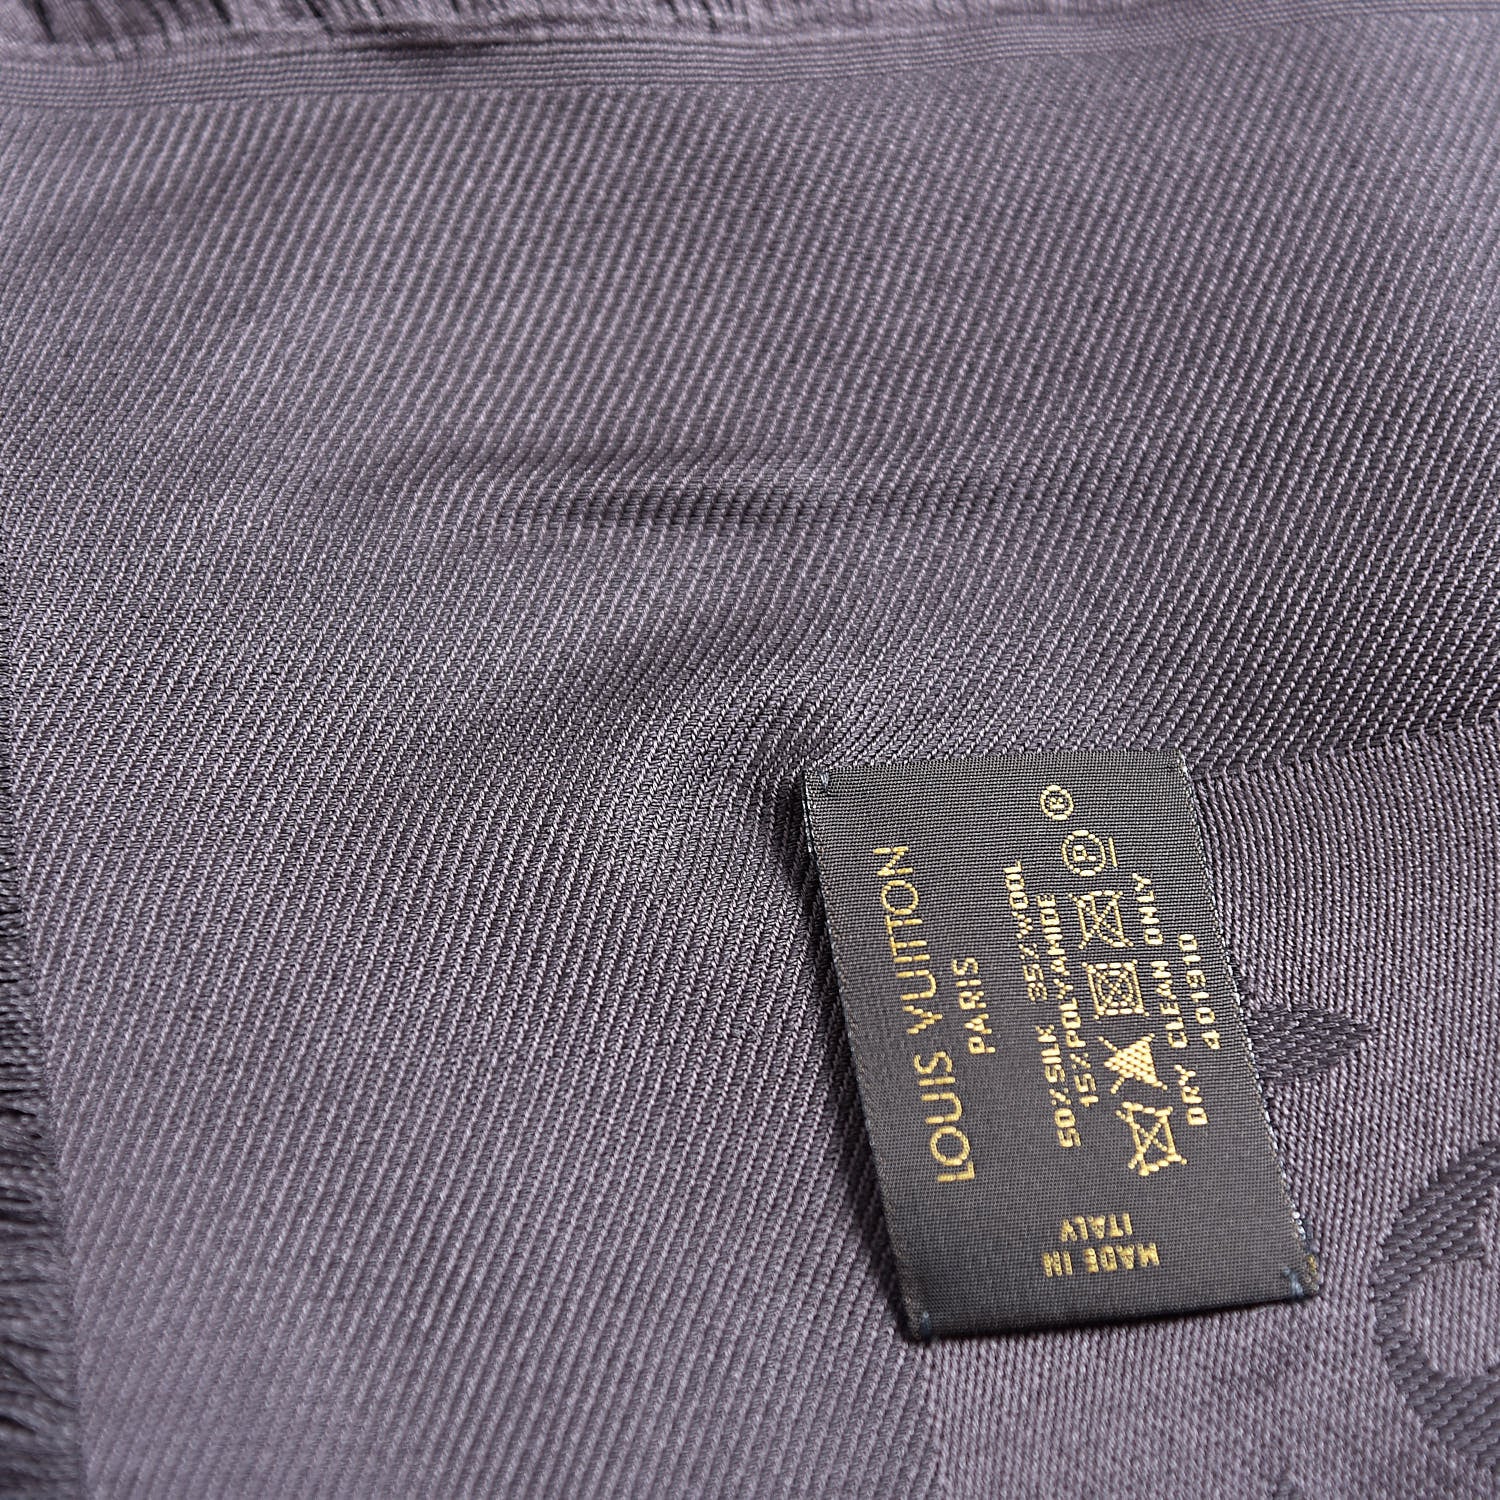 LOUIS VUITTON
PARIS
50%SILK 35%WOOL
15%POLYAMIDE
DRY CLEAN ONLY
401910
MADE IN
ITALY